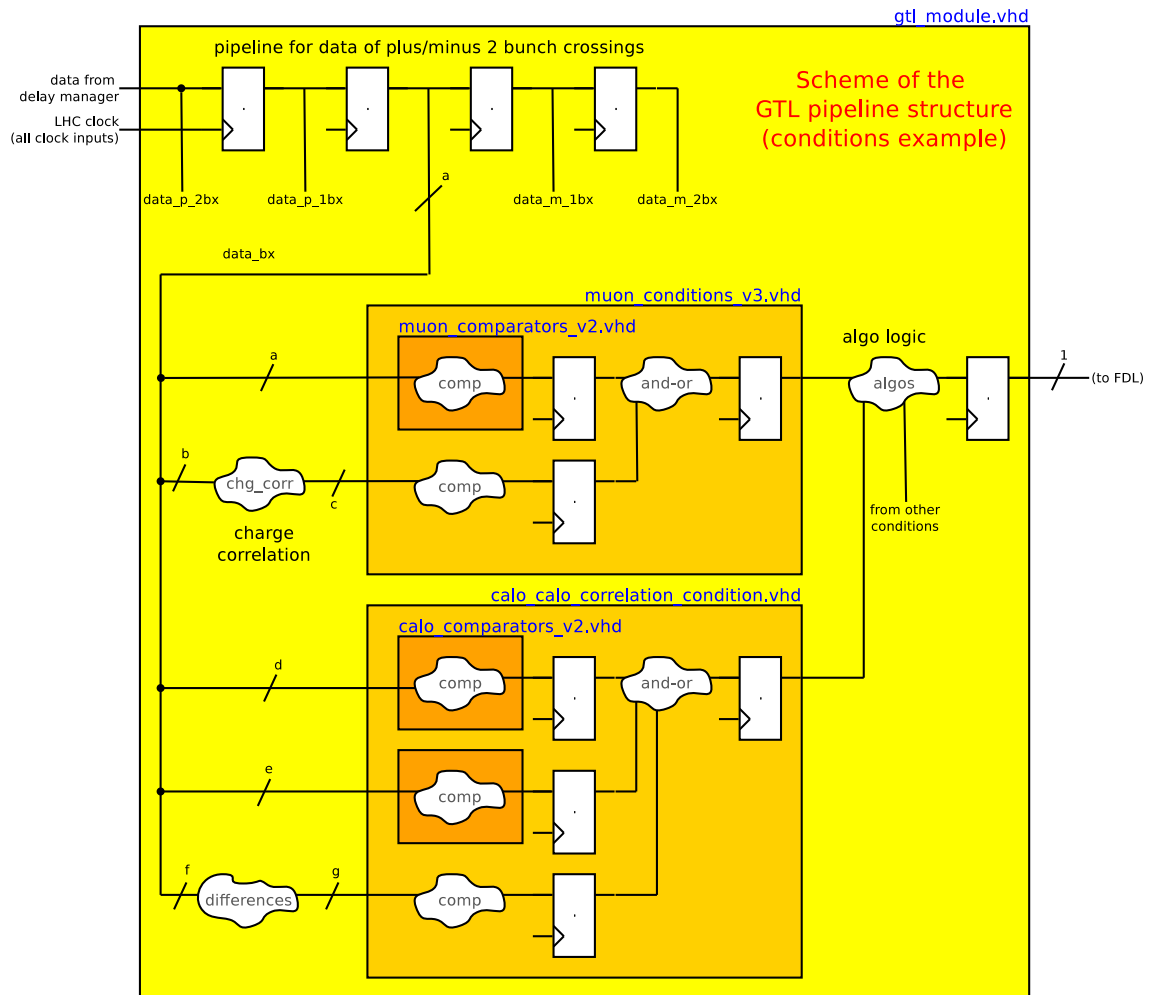 gtl_module.vhd
pipeline for data of plus/minus 2 bunch crossings
data from
delay manager
LHC clock
(all clock inputs)
Scheme of the
GTL pipeline structure
(conditions example)
.
.
.
.
a
data_p_2bx
data_p_1bx
data_m_1bx
data_m_2bx
data_bx
muon_conditions_v3.vhd
muon_comparators_v2.vhd
algo logic
a
comp
.
and-or
.
algos
.
1
(to FDL)
b
chg_corr
c
comp
.
from other
conditions
charge
correlation
calo_calo_correlation_condition.vhd
calo_comparators_v2.vhd
d
comp
.
and-or
.
e
comp
.
f
differences
g
comp
.